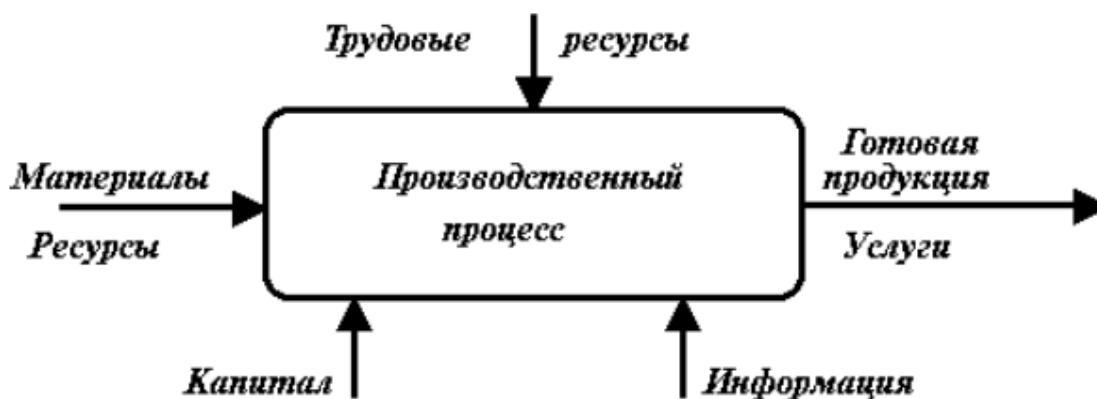 Трудовые ресурсы
Материалы
Ресурсы
Производственный
процесс
Готовая
продукция
Услуги
Капитал
Информация